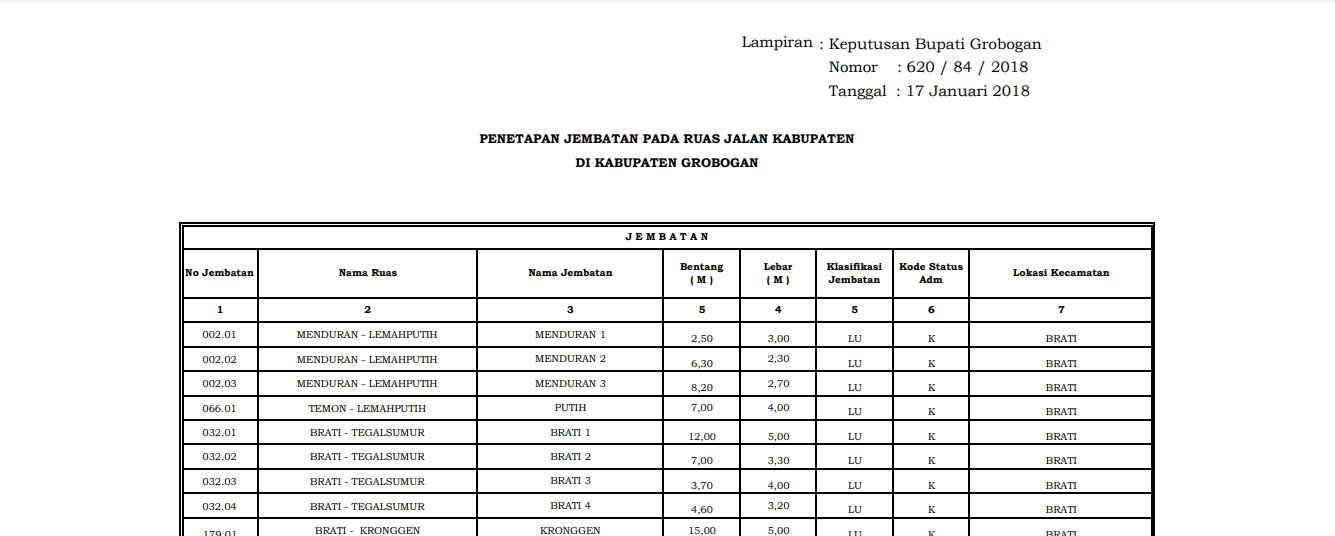 Lampiran : Keputusan Bupati Grobogan
Nomor : 620 / 84 / 2018
Tanggal : 17 Januari 2018
PENETAPAN JEMBATAN PADA RUAS JALAN KABUPATEN
DI KABUPATEN GROBOGAN
J E M B A T A N
No Jembatan Nama Ruas Nama Jembatan Bentang ( M ) Lebar ( M ) Klasifikasi Jembatan Kode Status Adm Lokasi Kecamatan
1 2 3 5 4 5 6 7
002.01 MENDURAN - LEMAHPUTIH MENDURAN 1 2,50 3,00 LU K BRATI
002.02 MENDURAN - LEMAHPUTIH MENDURAN 2 6,30 2,30 LU K BRATI
002.03 MENDURAN - LEMAHPUTIH MENDURAN 3 8,20 2,70 LU K BRATI
066.01 TEMON - LEMAHPUTIH PUTIH 7,00 4,00 LU K BRATI
032.01 BRATI - TEGALSUMUR BRATI 1 12,00 5,00 LU K BRATI
032.02 BRATI - TEGALSUMUR BRATI 2 7,00 3,30 LU K BRATI
032.03 BRATI - TEGALSUMUR BRATI 3 3,70 4,00 LU K BRATI
032.04 BRATI - TEGALSUMUR BRATI 4 4,60 3,20 LU K BRATI
179.01 BRATI - KRONGGEN KRONGGEN 15,00 5,00 LU K BRATI